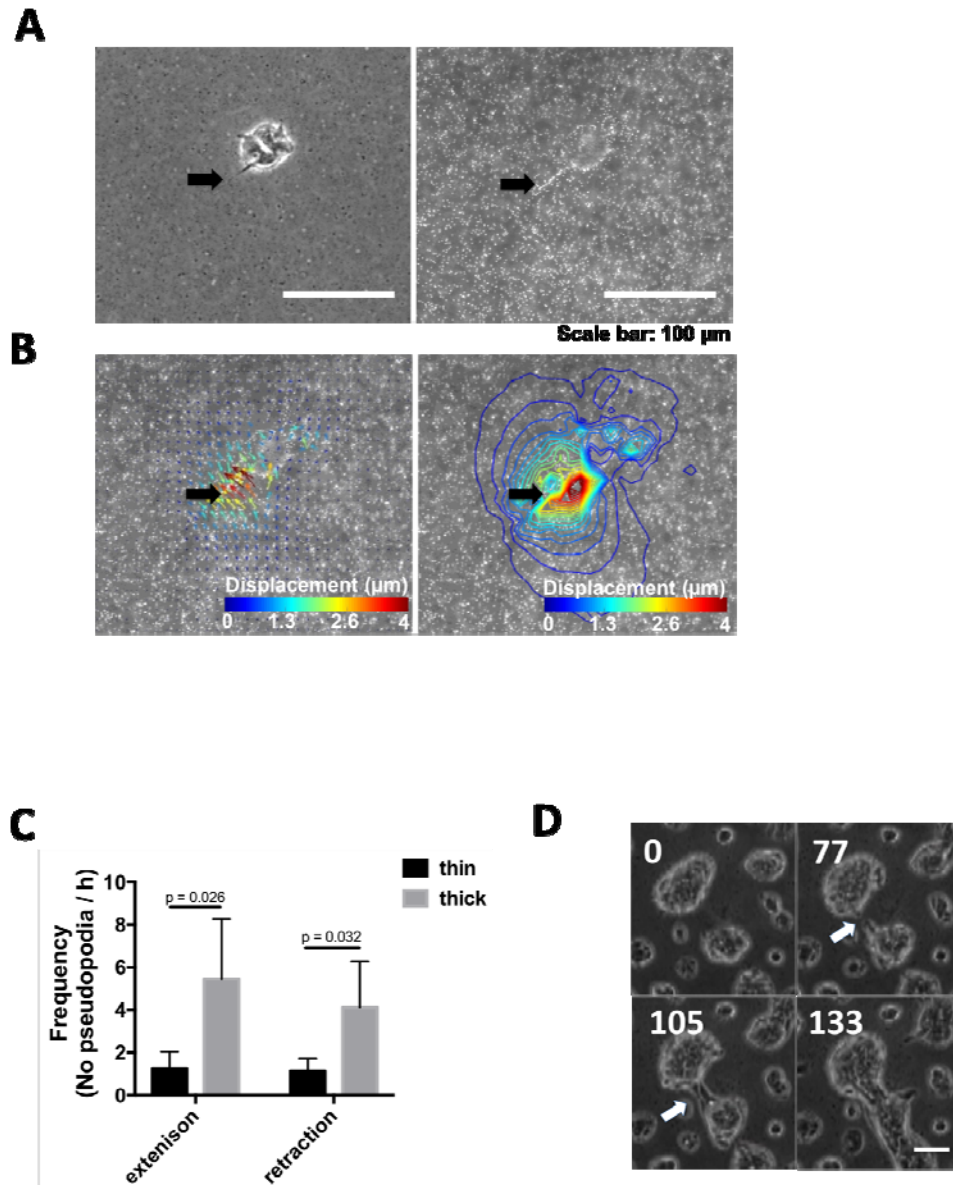 A
Scale bar: 100 µm
B
Displacement (µm)
0 1.3 2.6 4
Displacement (µm)
0 1.3 2.6 4
C
Frequency
(No pseudopodia / h)
10
8
6
4
2
0
p = 0.026
p = 0.032
thin
thick
extenison
retraction
D
0
77
105
133